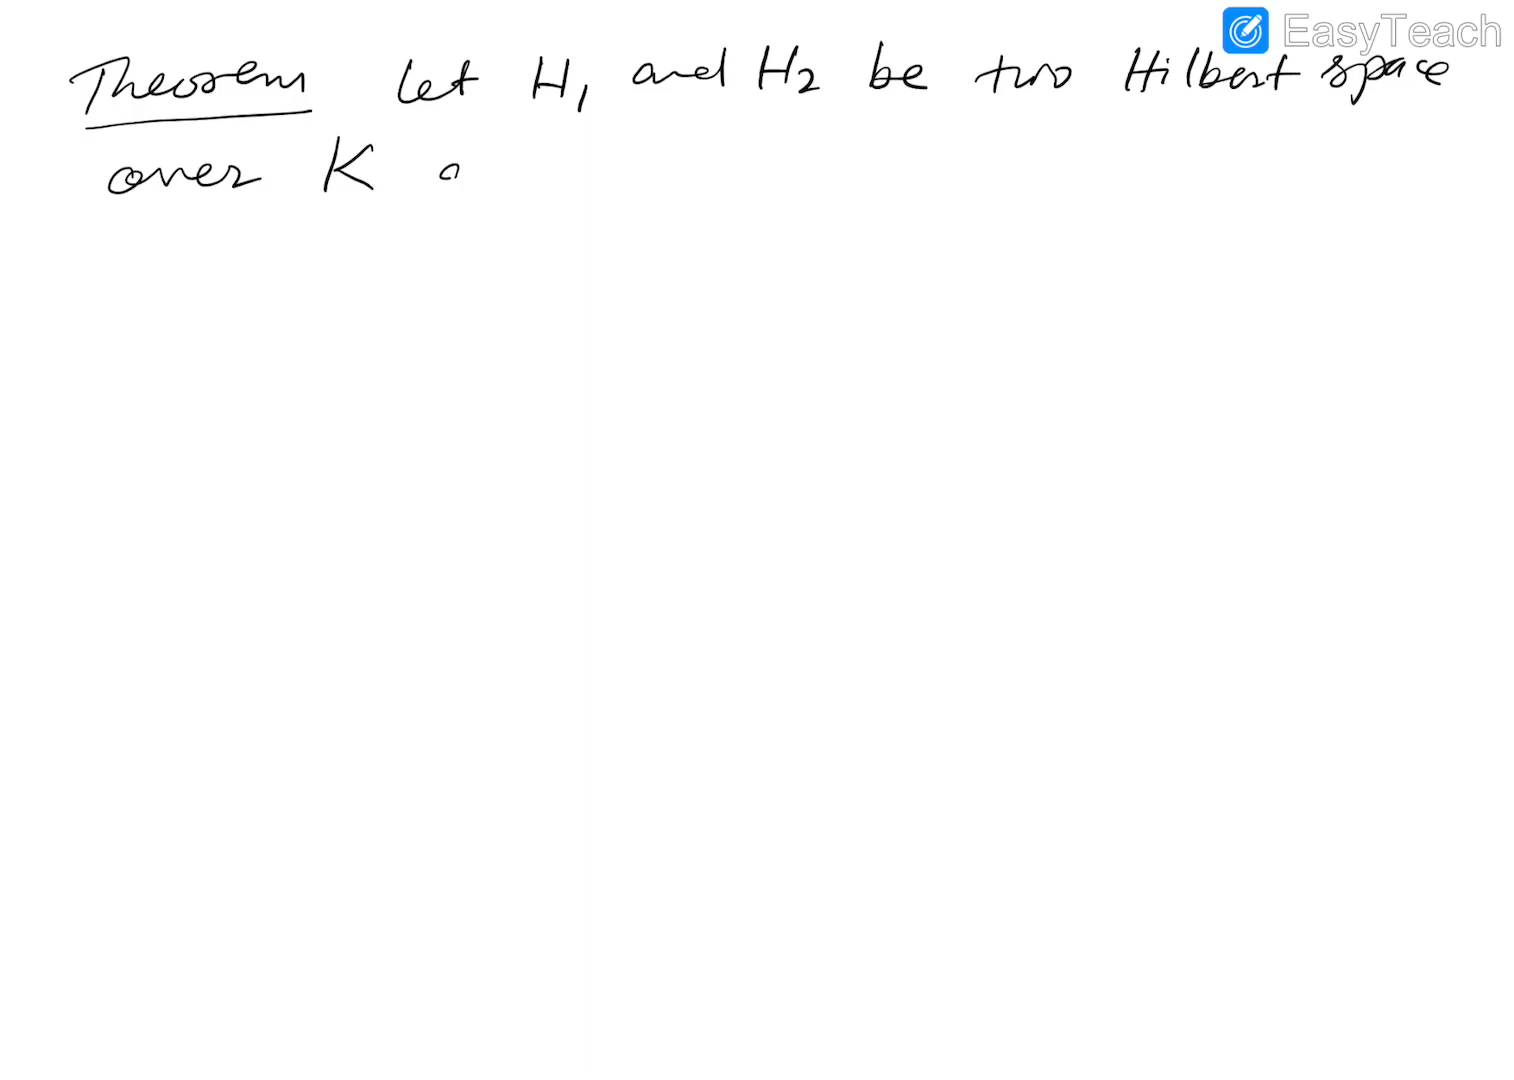 EasyTeach
Theorem Let H₁ and H₂ be two Hilbert space
over K